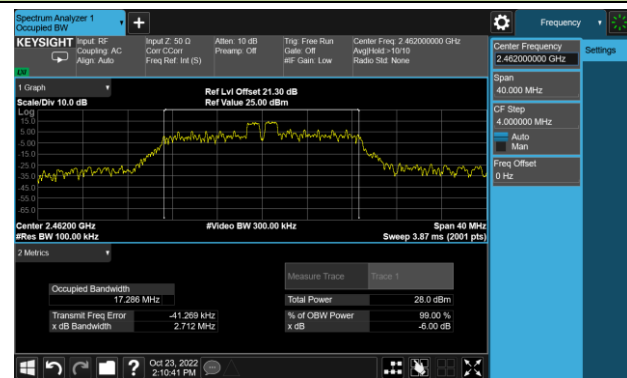 Spectrum Analyzer 1
Occupied BW
Frequency
KEYSIGHT
Input: RF
Coupling: AC
Align: Auto
Input Z: 50 Ω
Corr CCorr
Freq Ref: Int (S)
Atten: 10 dB
Preamp: Off
Trig: Free Run
Gate: Off
#IF Gain: Low
Center Freq: 2.462000000 GHz
Avg|Hold:>10/10
Radio Std: None
Center Frequency
2.462000000 GHz
Settings
Span
40.000 MHz
CF Step
4.000000 MHz
Auto
Man
Freq Offset
0 Hz
1 Graph
Scale/Div 10.0 dB
Ref Lvl Offset 21.30 dB
Ref Value 25.00 dBm
Log
15.0
5.00
-5.00
-15.0
-25.0
-35.0
-45.0
-55.0
-65.0
Center 2.46200 GHz
#Video BW 300.00 kHz
Span 40 MHz
#Res BW 100.00 kHz
Sweep 3.87 ms (2001 pts)
2 Metrics
Measure Trace
Trace 1
Occupied Bandwidth
17.286 MHz
Total Power
28.0 dBm
Transmit Freq Error
-41.269 kHz
% of OBW Power
99.00 %
x dB Bandwidth
2.712 MHz
x dB
-6.00 dB
?
Oct 23, 2022
2:10:41 PM